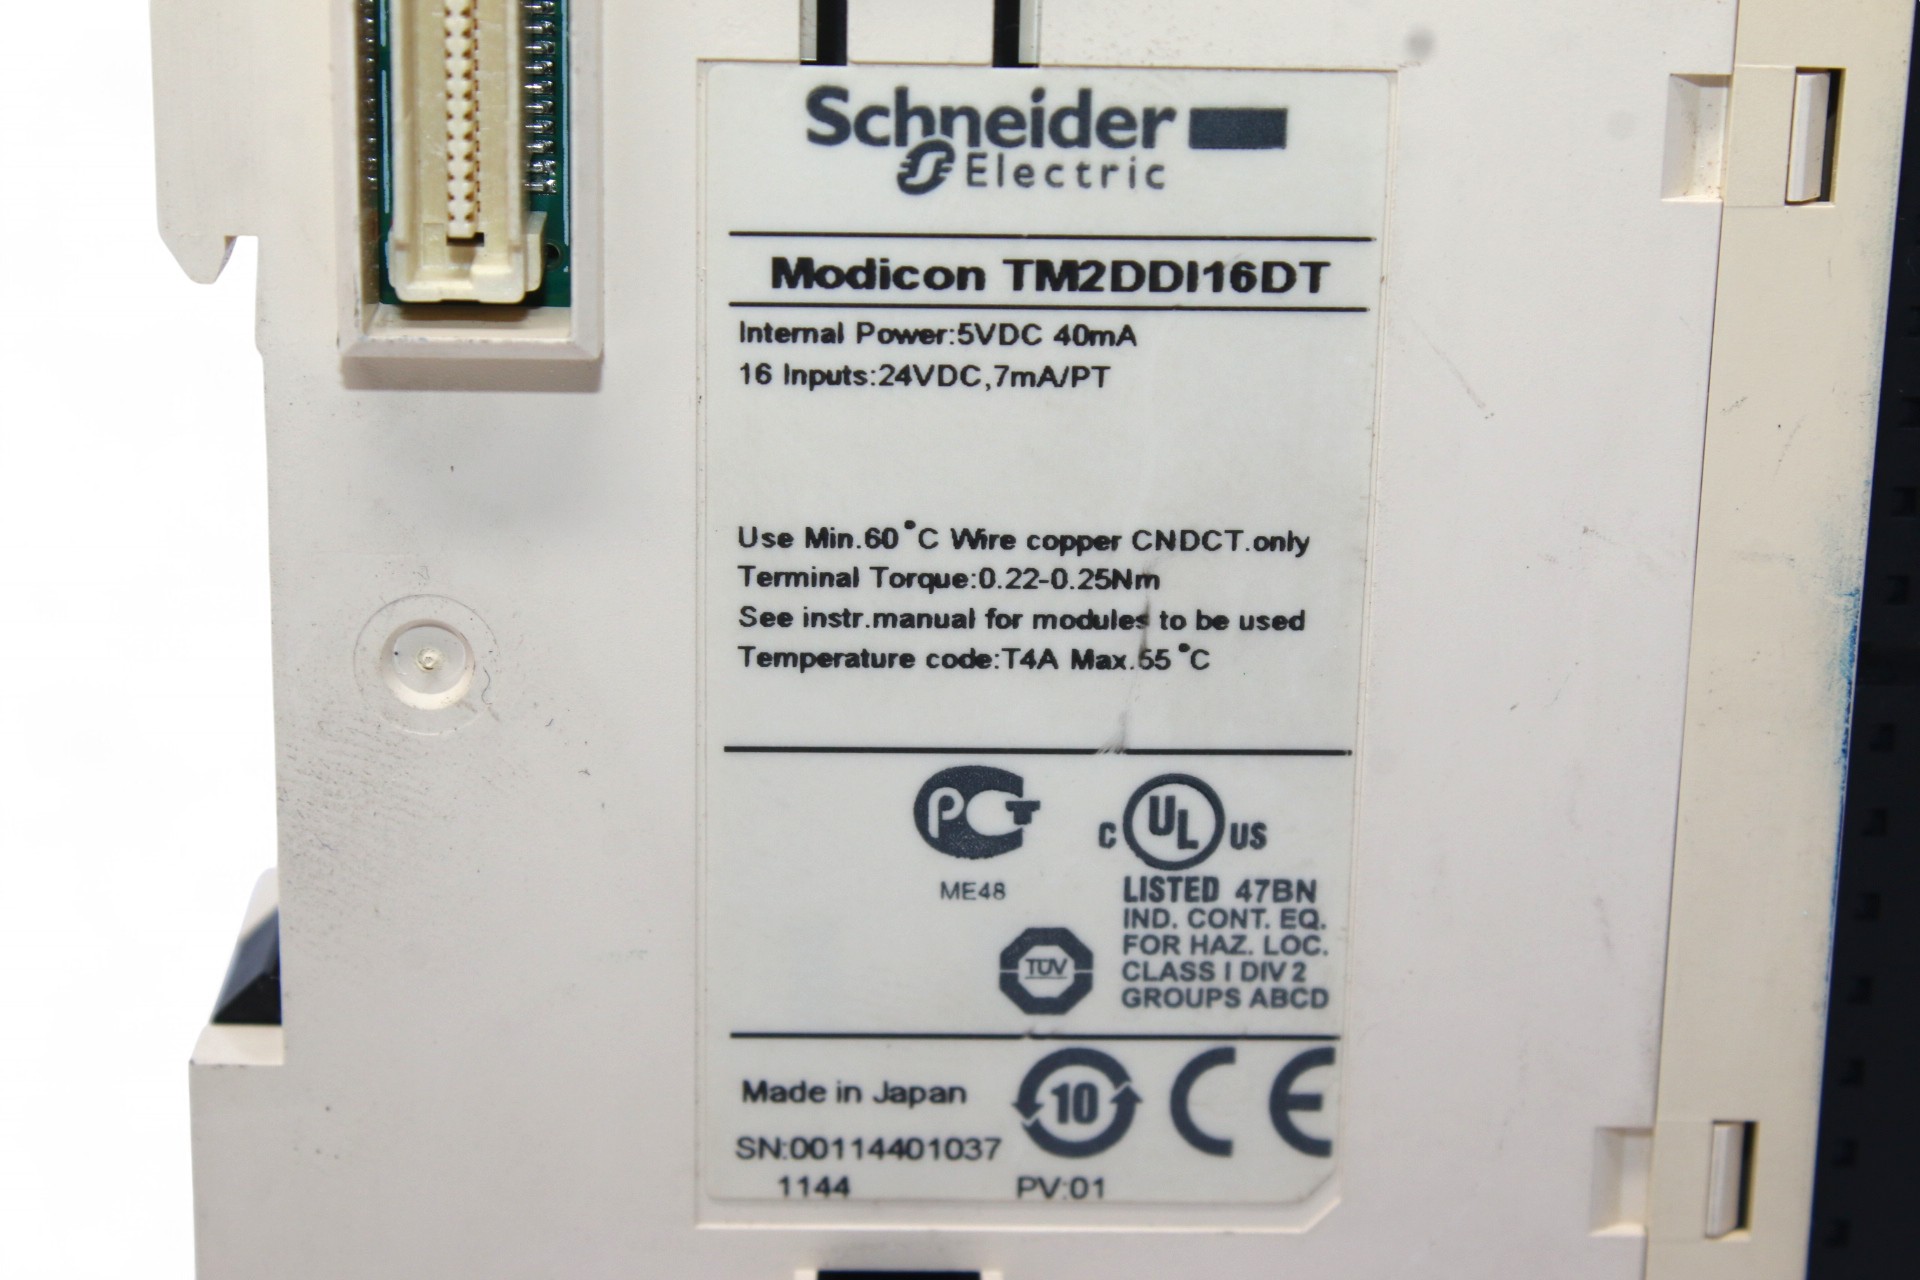 Schneider
Electric
Modicon TM2DDI16DT
Internal Power:5VDC 40mA
16 Inputs:24VDC,7mA/PT
Use Min.60°C Wire copper CNDCT.only
Terminal Torque:0.22-0.25Nm
See instr.manual for modules to be used
Temperature code:T4A Max.55°C
PCT
ME48
C UL US
LISTED 47BN
IND. CONT. EQ.
FOR HAZ. LOC.
CLASS I DIV 2
GROUPS ABCD
TÜV
Made in Japan
10
CE
SN:00114401037
1144 PV:01